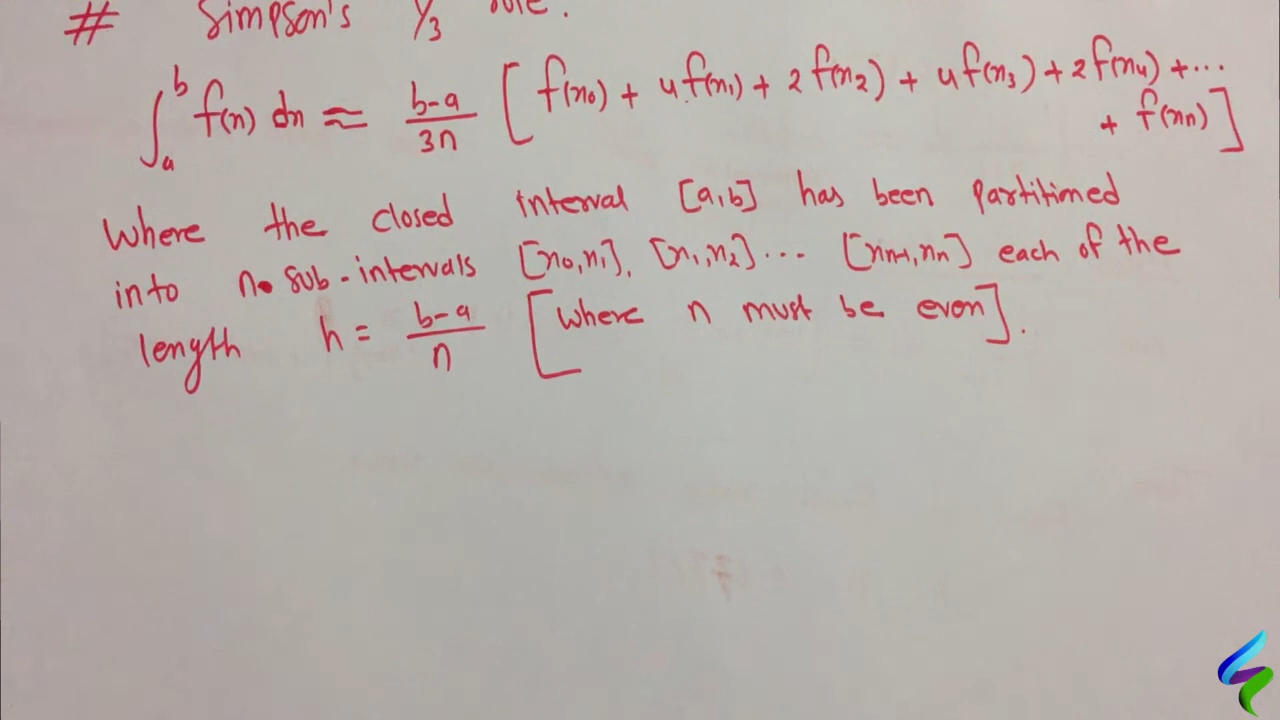 # Simpson's 1/3 rule.
∫_a^b f(x) dx ≈ (b-a)/(3n) [f(x₀) + 4f(x₁) + 2f(x₂) + 4f(x₃) + 2f(x₄) + ...
+ f(xn)]
Where the closed interval [a,b] has been partitioned
into n sub-intervals [x₀,x₁], [x₁,x₂]... [xn-1,xn] each of the
length h = (b-a)/n [where n must be even].